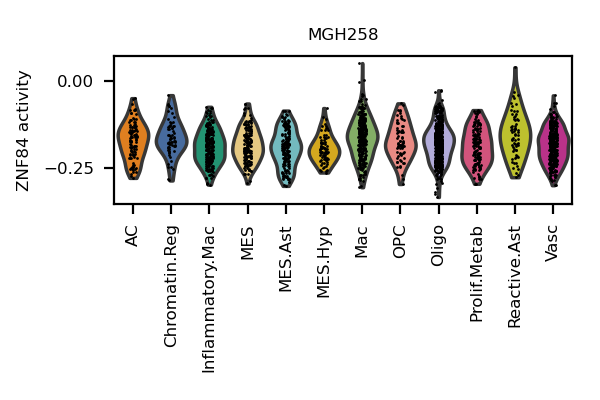 MGH258
ZNF84 activity
0.00
−0.25
AC
Chromatin.Reg
Inflammatory.Mac
MES
MES.Ast
MES.Hyp
Mac
OPC
Oligo
Prolif.Metab
Reactive.Ast
Vasc